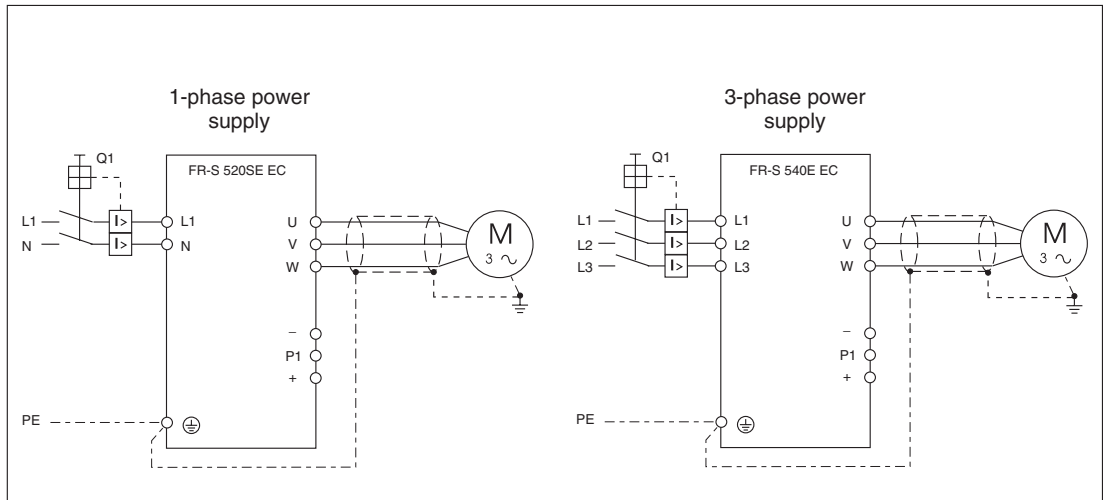 1-phase power
supply
Q1
FR-S 520SE EC
L1
I>
L1
N
I>
N
U
V
W
M
3 ~
–
P1
+
PE
3-phase power
supply
Q1
FR-S 540E EC
L1
I>
L1
L2
I>
L2
L3
I>
L3
U
V
W
M
3 ~
–
P1
+
PE